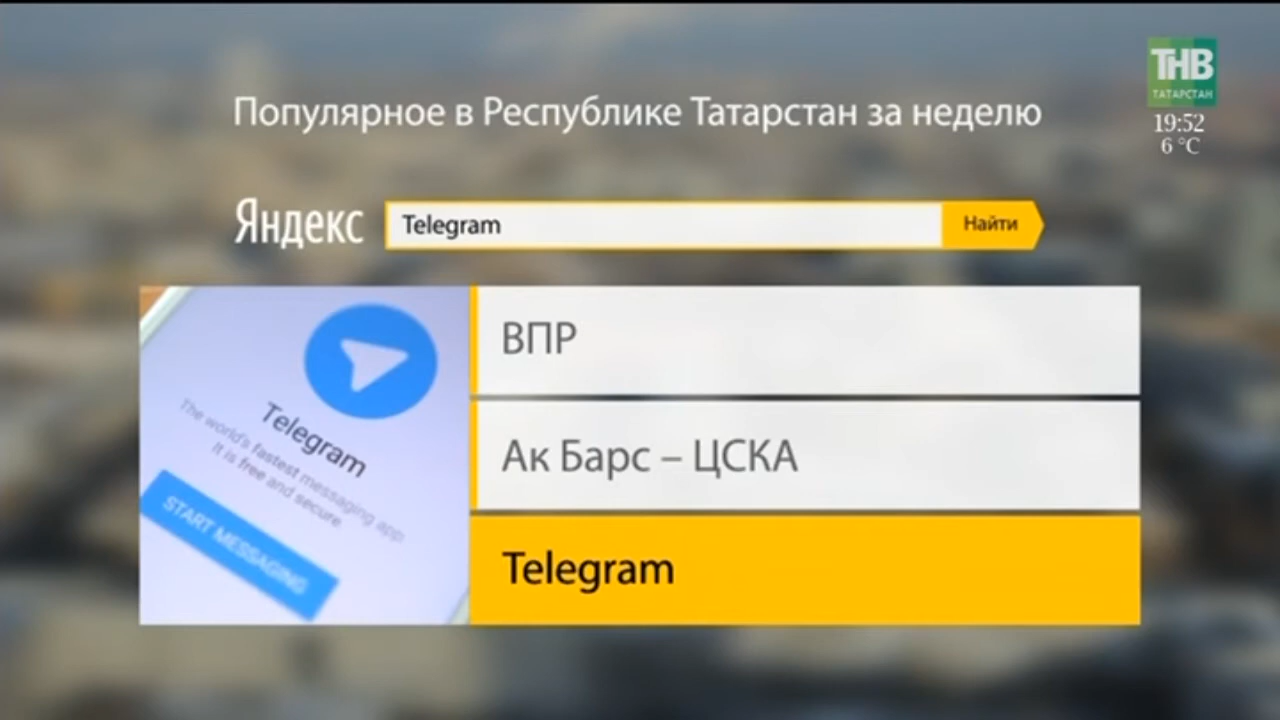 ТНВ
ТАТАРСТАН
19:52
6 °C
Популярное в Республике Татарстан за неделю
Яндекс
Telegram
Найти
Telegram
The world's fastest messaging app.
It is free and secure.
START MESSAGING
ВПР
Ак Барс – ЦСКА
Telegram